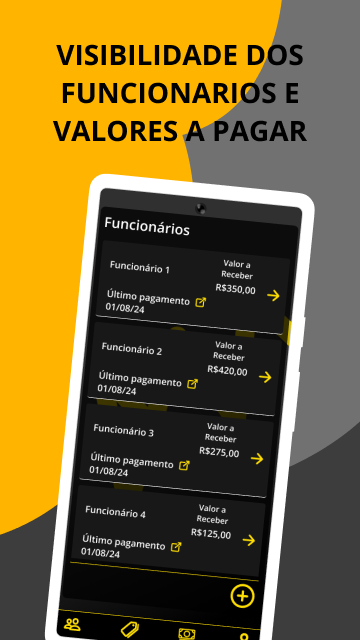 VISIBILIDADE DOS
FUNCIONARIOS E
VALORES A PAGAR
Funcionários
Funcionário 1
Valor a
Receber
R$350,00
Último pagamento
01/08/24
Funcionário 2
Valor a
Receber
R$420,00
Último pagamento
01/08/24
Funcionário 3
Valor a
Receber
R$275,00
Último pagamento
01/08/24
Funcionário 4
Valor a
Receber
R$125,00
Último pagamento
01/08/24